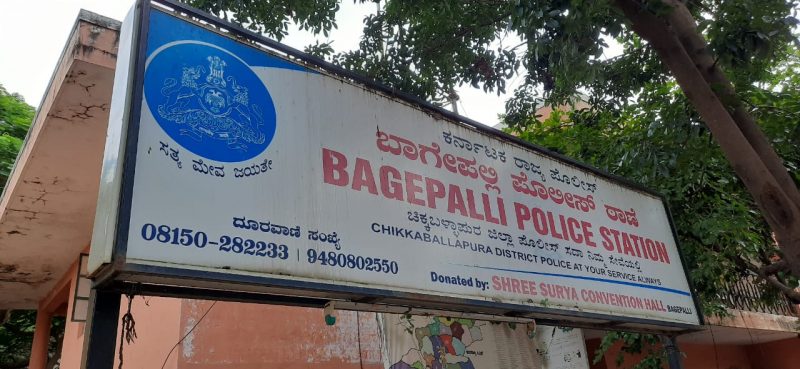 ಸತ್ಯ ಮೇವ ಜಯತೇ
ಕರ್ನಾಟಕ ರಾಜ್ಯ ಪೊಲೀಸ್
ಬಾಗೇಪಲ್ಲಿ ಪೊಲೀಸ್ ಠಾಣೆ
BAGEPALLI POLICE STATION
ಚಿಕ್ಕಬಳ್ಳಾಪುರ ಜಿಲ್ಲಾ ಪೊಲೀಸ್ ಸದಾ ನಿಮ್ಮ ಸೇವೆಯಲ್ಲಿ
CHIKKABALLAPURA DISTRICT POLICE AT YOUR SERVICE ALWAYS
ದೂರವಾಣಿ ಸಂಖ್ಯೆ
08150-282233 | 9480802550
Donated by: SHREE SURYA CONVENTION HALL BAGEPALLI